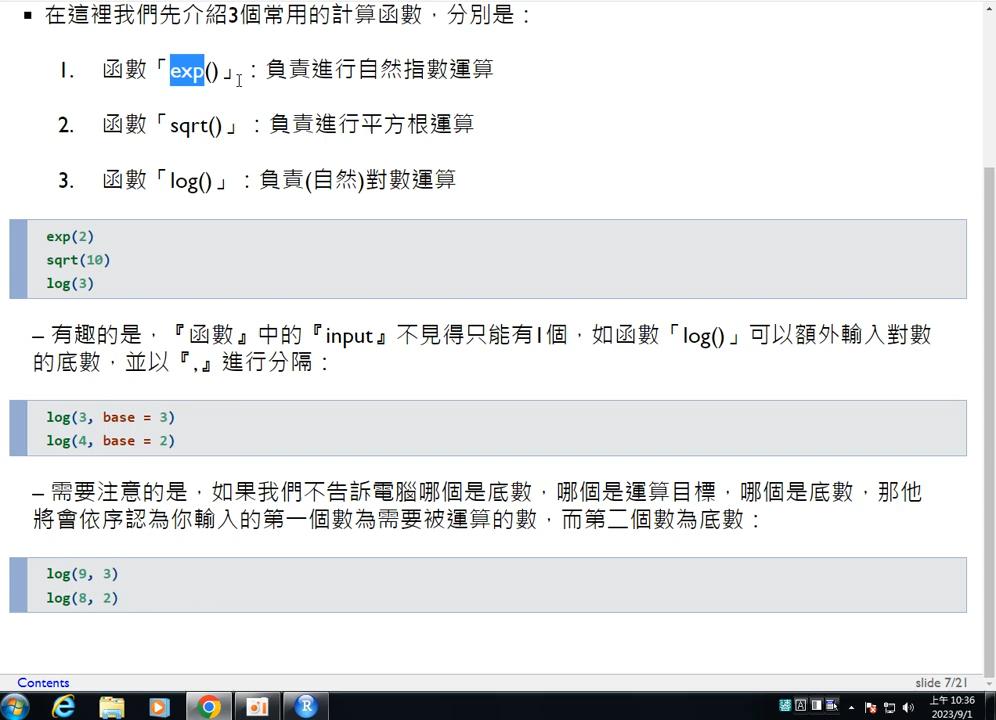 在這裡我們先介紹3個常用的計算函數，分別是：
1. 函數「exp()」：負責進行自然指數運算
2. 函數「sqrt()」：負責進行平方根運算
3. 函數「log()」：負責(自然)對數運算
exp(2)
sqrt(10)
log(3)
– 有趣的是，『函數』中的『input』不見得只能有1個，如函數「log()」可以額外輸入對數
的底數，並以『,』進行分隔：
log(3, base = 3)
log(4, base = 2)
– 需要注意的是，如果我們不告訴電腦哪個是底數，哪個是運算目標，哪個是底數，那他
將會依序認為你輸入的第一個數為需要被運算的數，而第二個數為底數：
log(9, 3)
log(8, 2)
Contents
slide 7/21
上午 10:36
2023/9/1